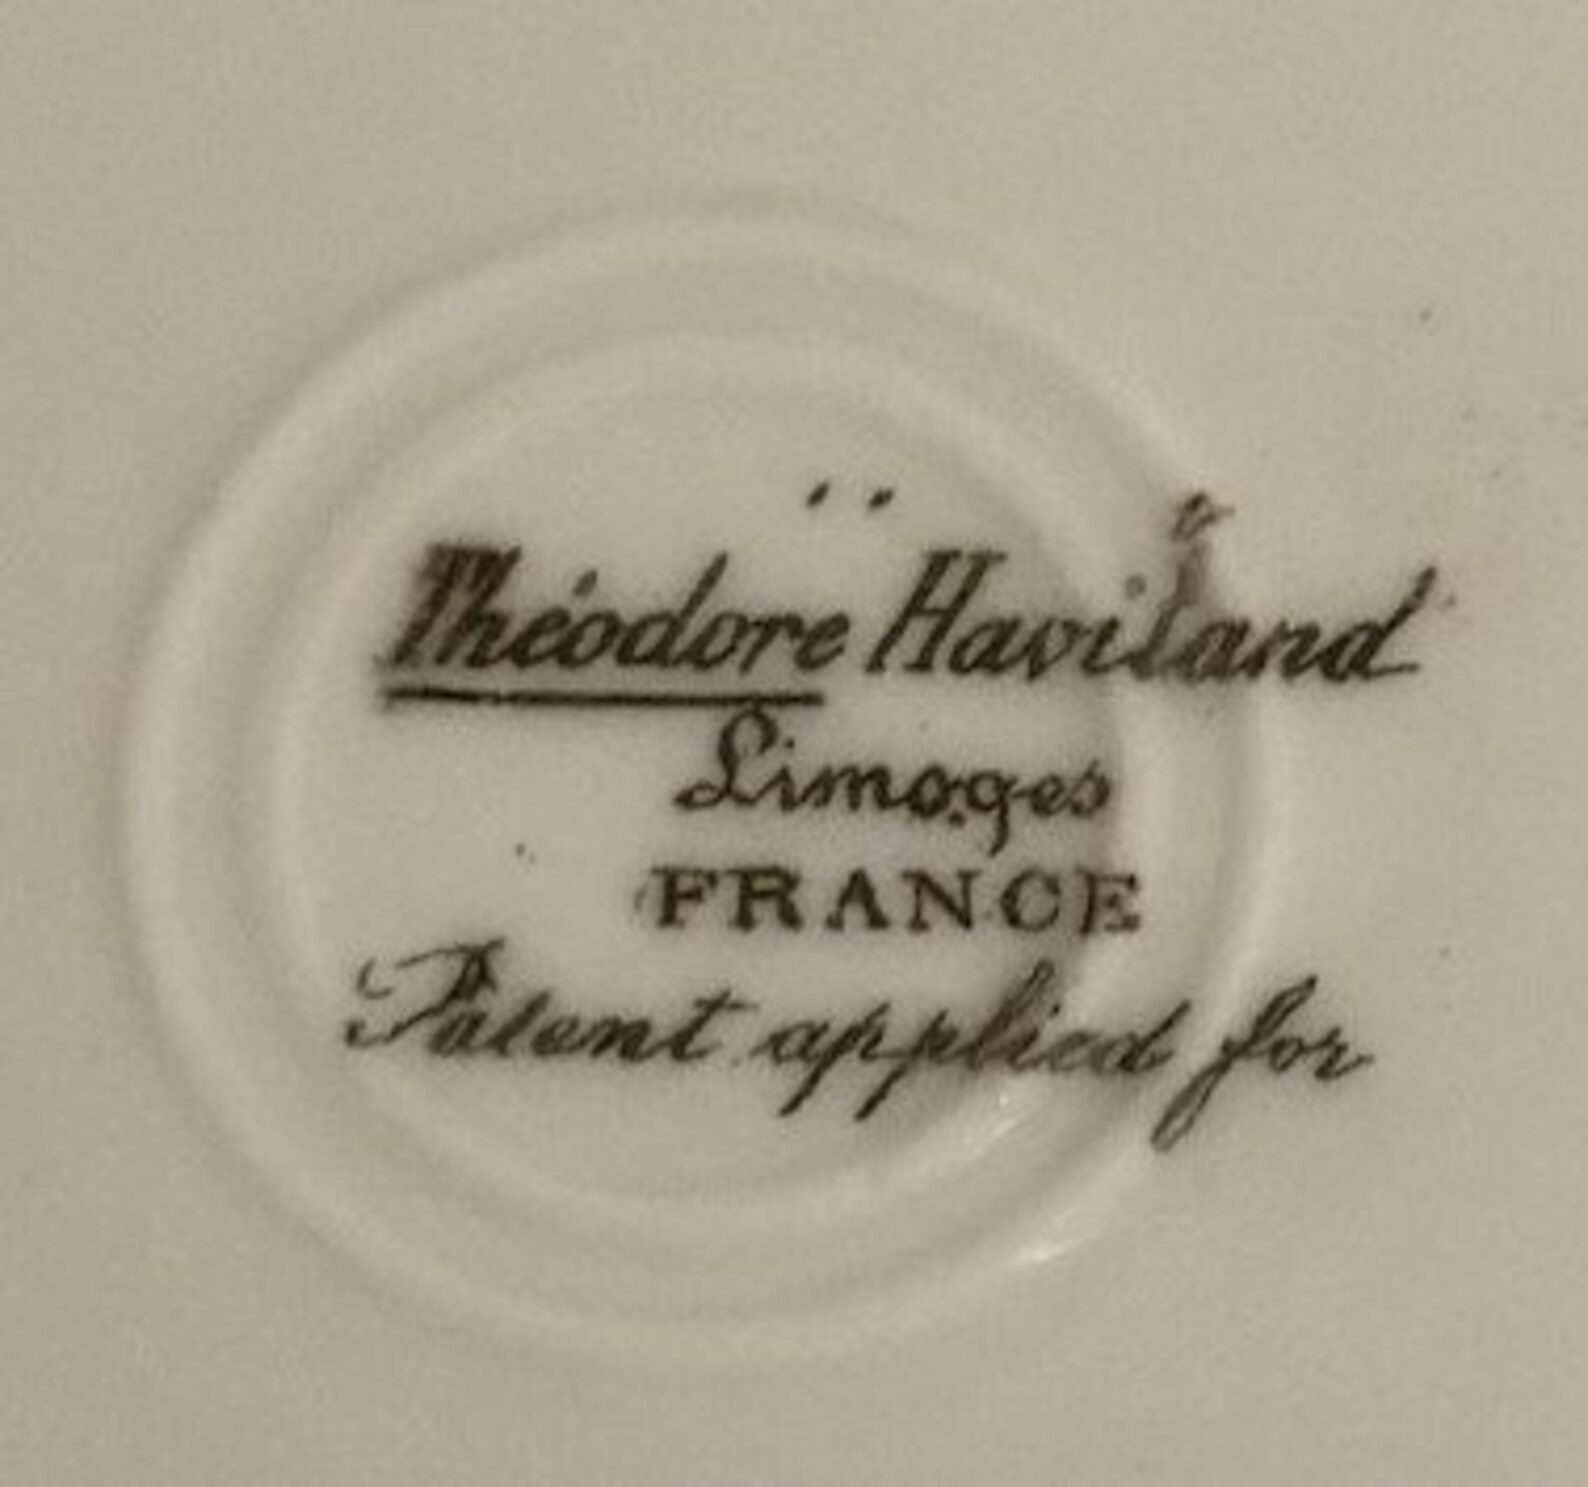 Théodore Haviland
Limoges
FRANCE
Patent applied for